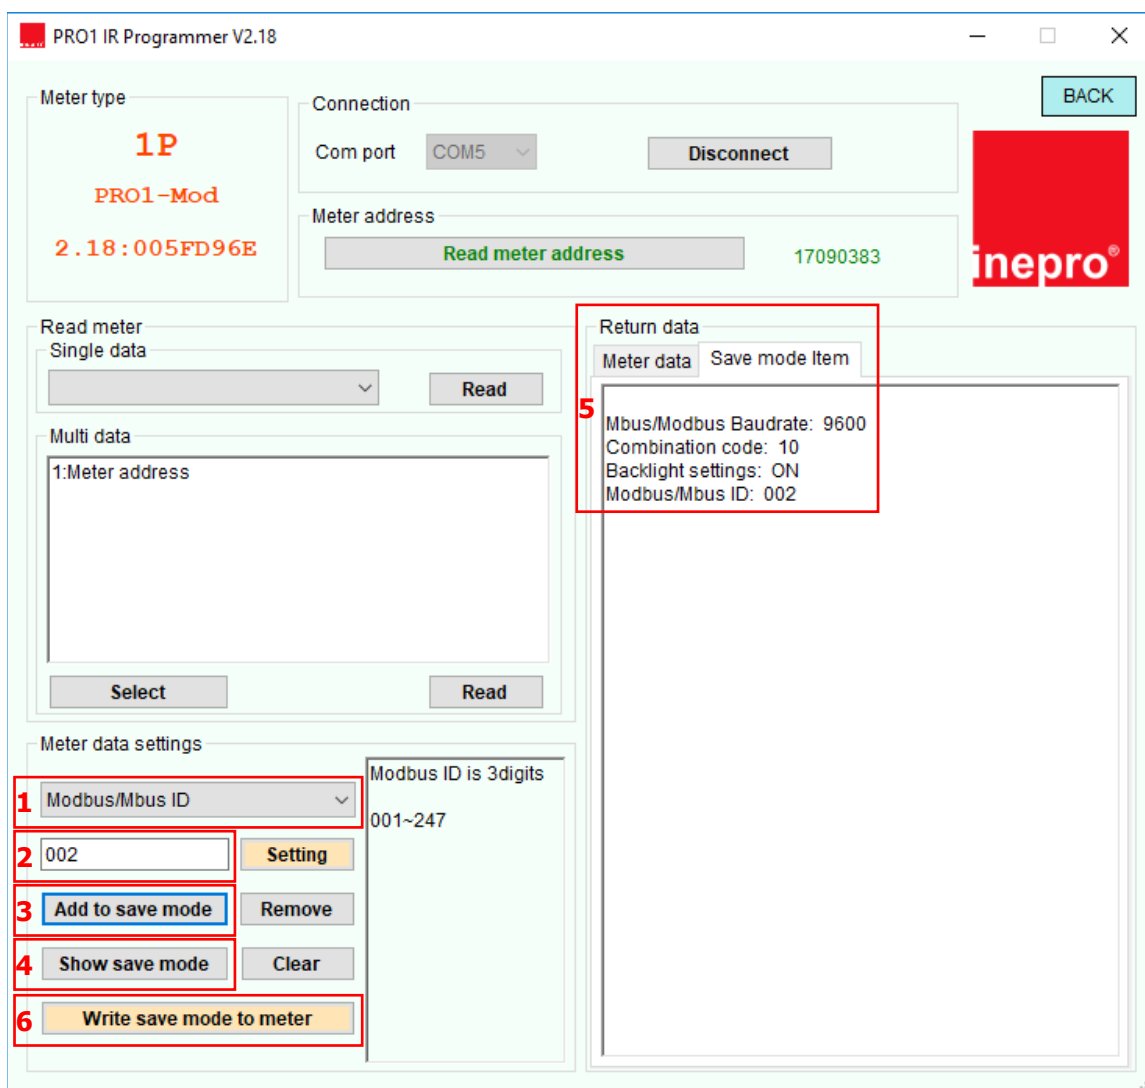 PRO1 IR Programmer V2.18
BACK
Meter type
1P
PRO1-Mod
2.18:005FD96E
Connection
Com port COM5 Disconnect
Meter address
Read meter address 17090383
inepro®
Read meter
Single data
Read
Multi data
1:Meter address
Select Read
Return data
Meter data Save mode Item
5
Mbus/Modbus Baudrate: 9600
Combination code: 10
Backlight settings: ON
Modbus/Mbus ID: 002
Meter data settings
1 Modbus/Mbus ID
2 002 Setting
3 Add to save mode Remove
4 Show save mode Clear
6 Write save mode to meter
Modbus ID is 3digits
001~247